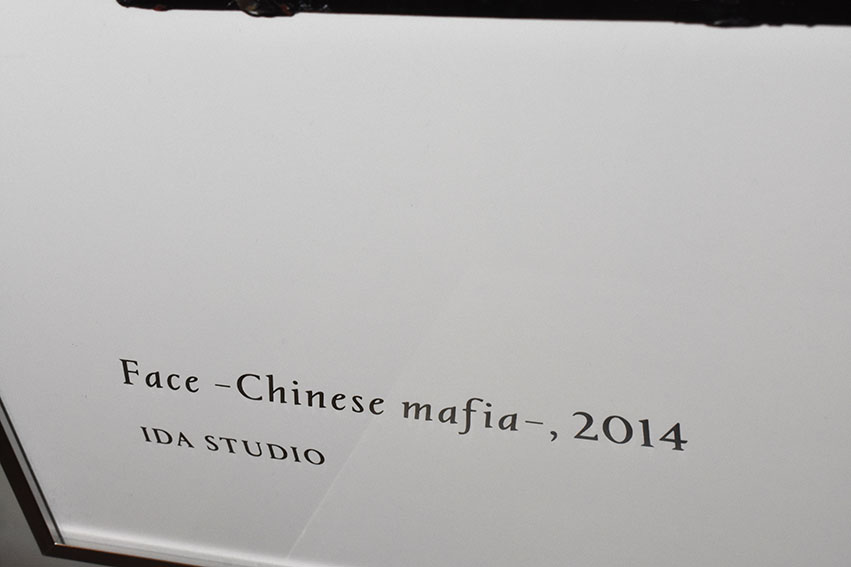 Face –Chinese mafia–, 2014
IDA STUDIO